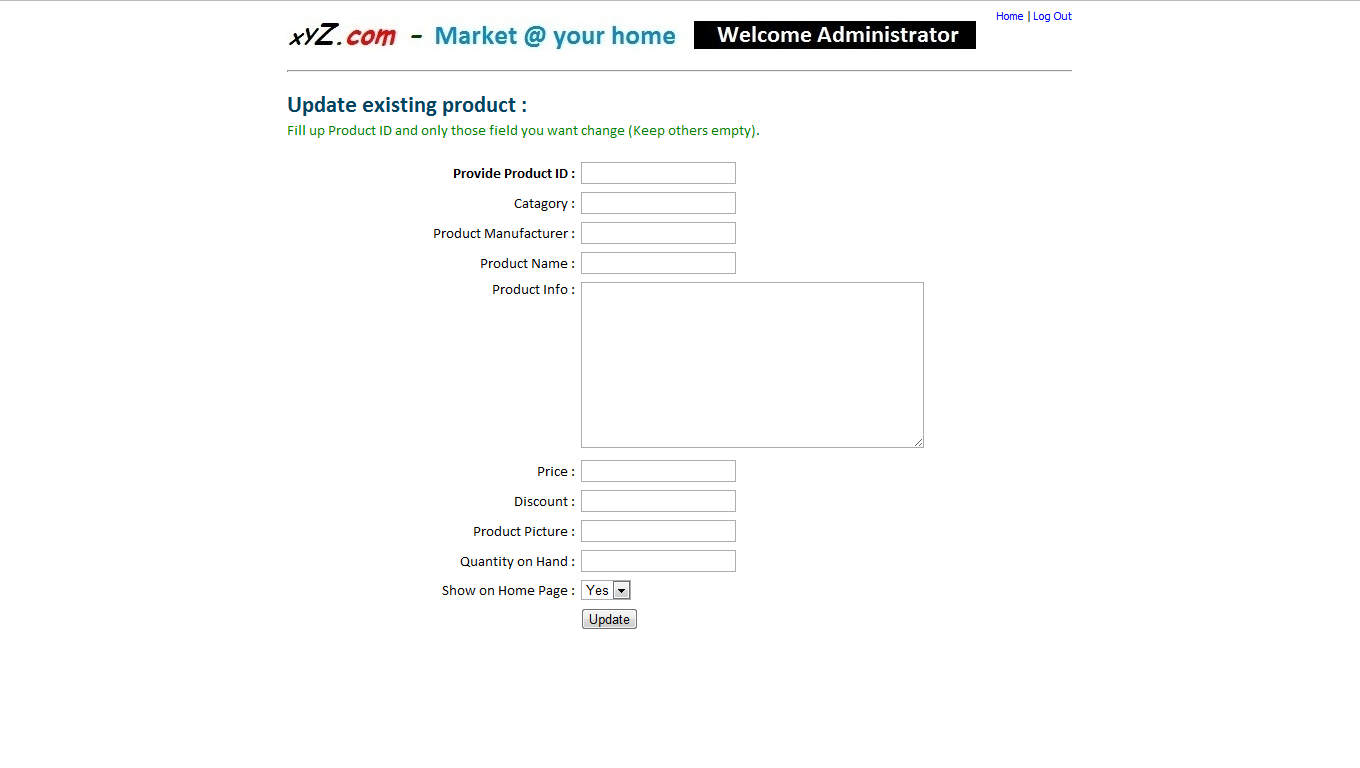 Home | Log Out
xyZ.com - Market @ your home Welcome Administrator
Update existing product :
Fill up Product ID and only those field you want change (Keep others empty).
Provide Product ID :
Catagory :
Product Manufacturer :
Product Name :
Product Info :
Price :
Discount :
Product Picture :
Quantity on Hand :
Show on Home Page : Yes
Update